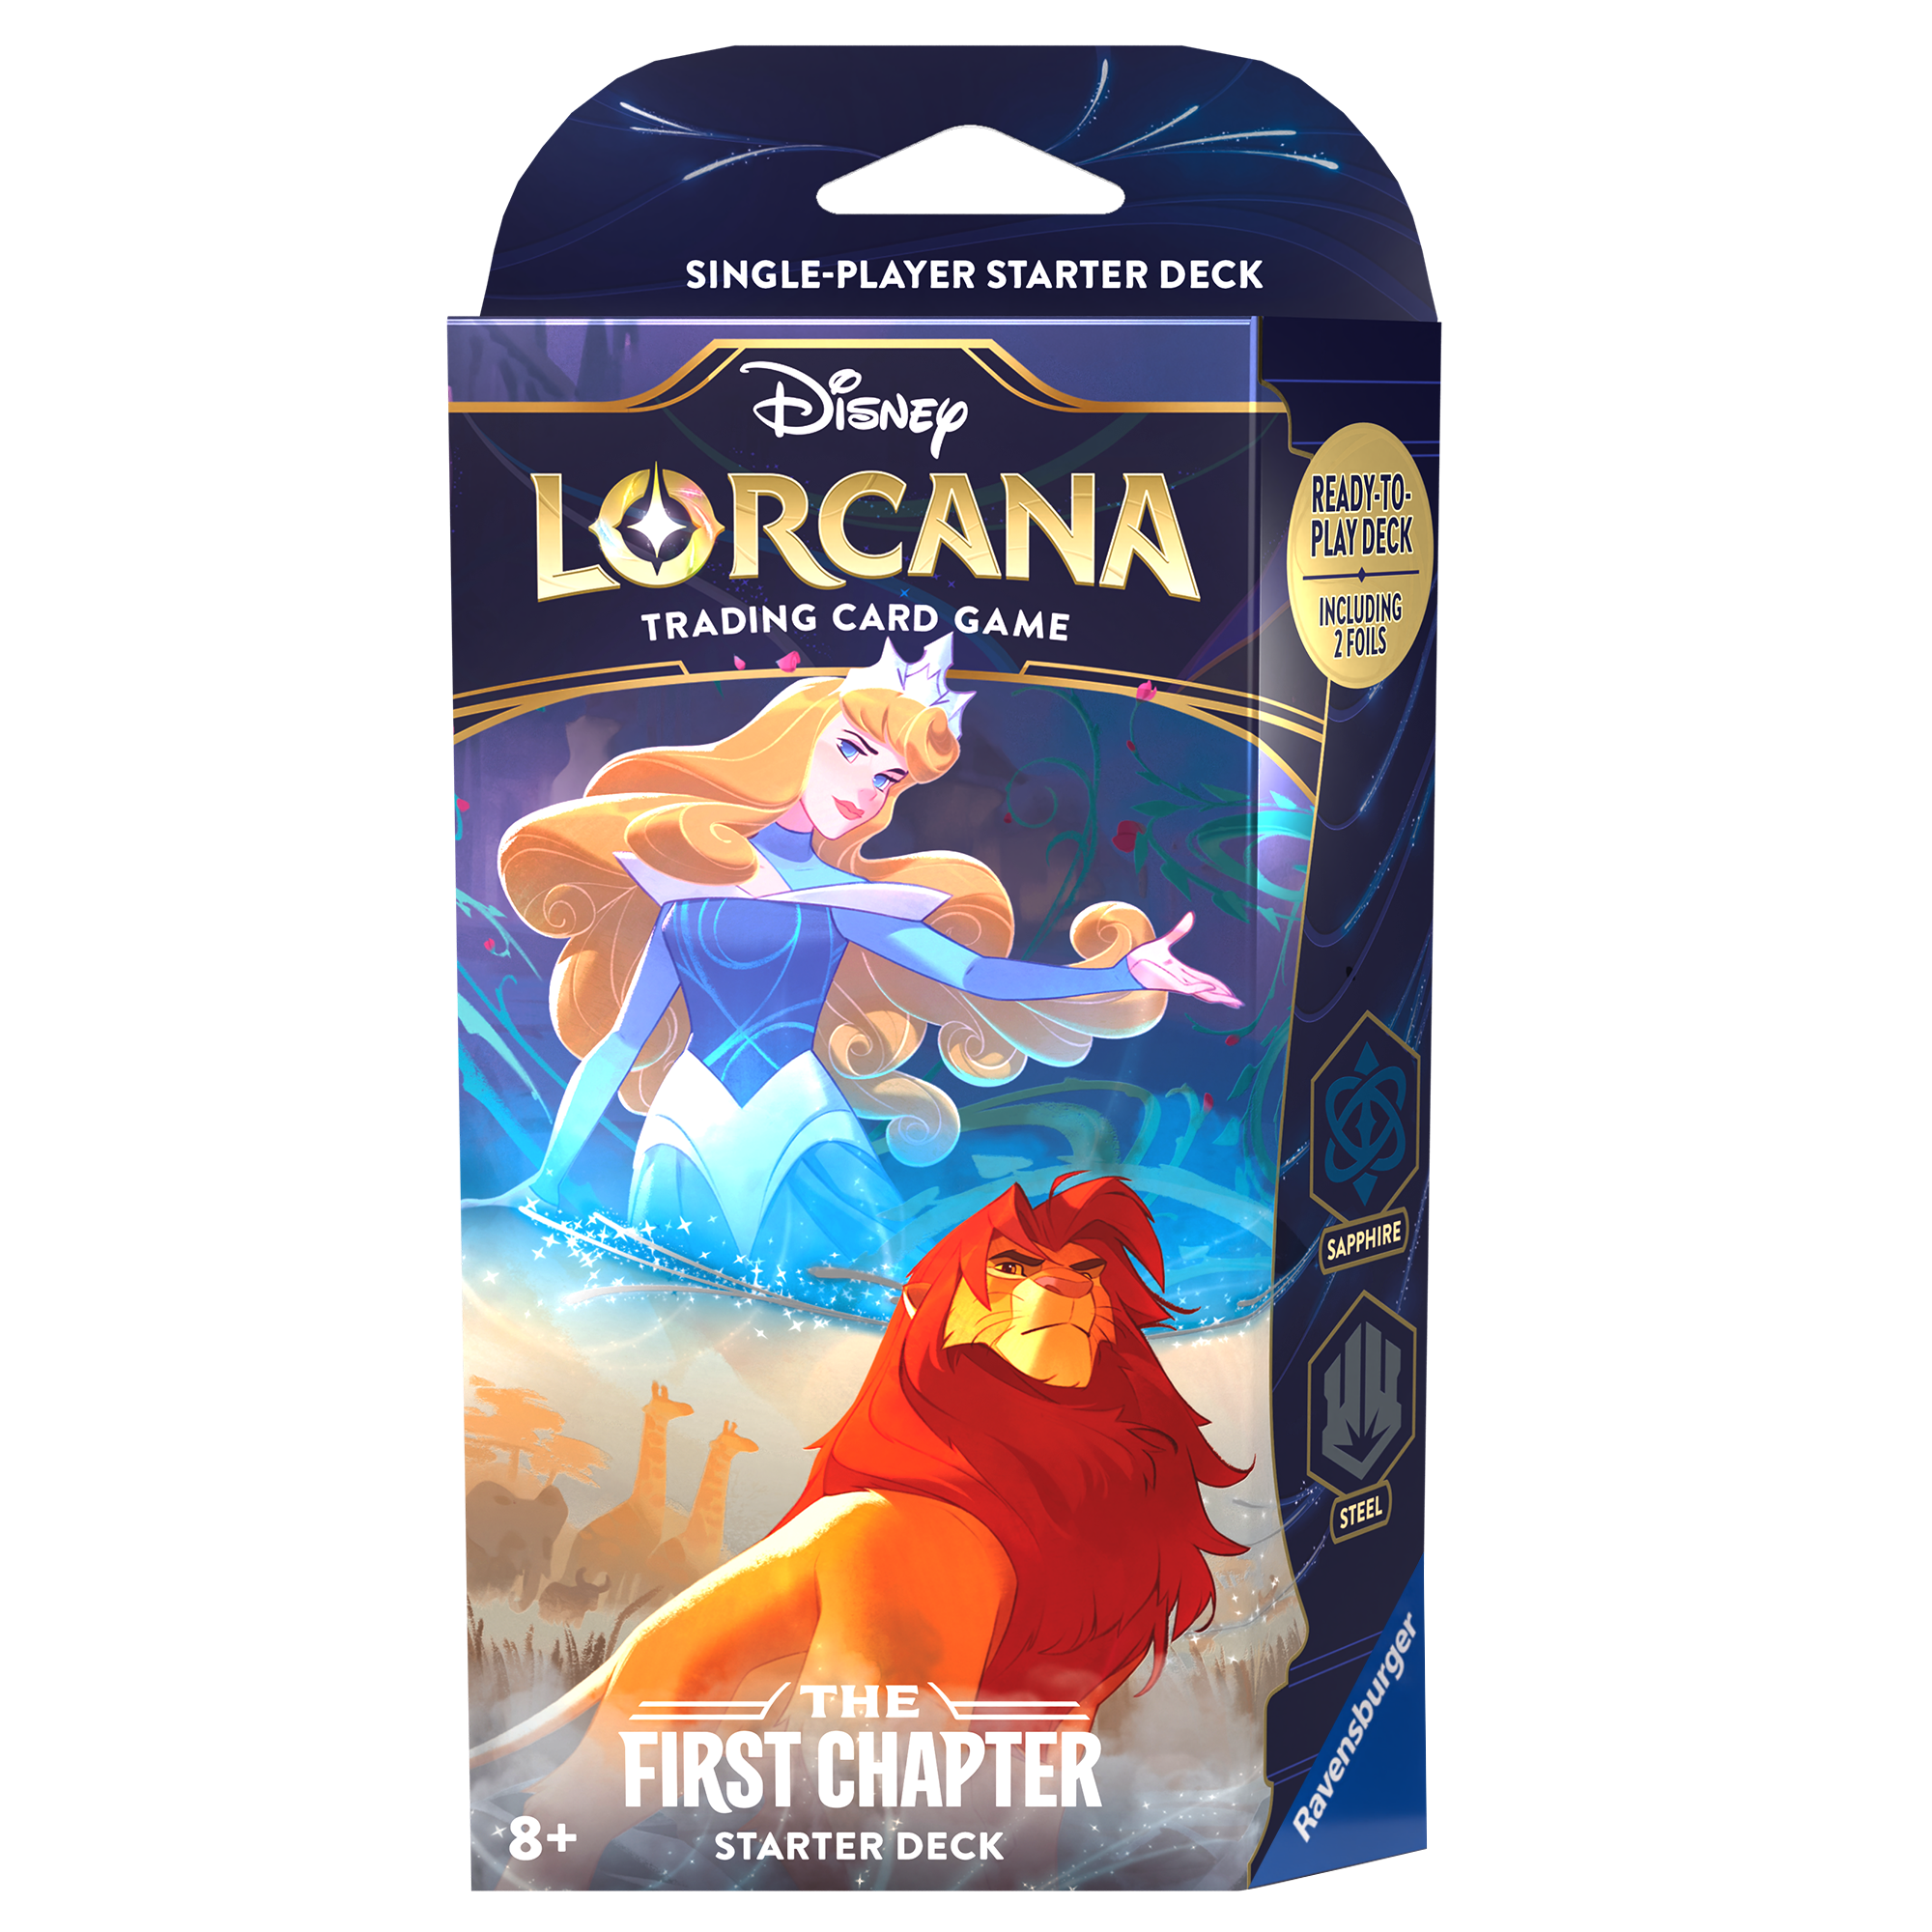 SINGLE-PLAYER STARTER DECK
Disney
LORCANA
TRADING CARD GAME
READY-TO-
PLAY DECK
INCLUDING
2 FOILS
SAPPHIRE
STEEL
THE
FIRST CHAPTER
STARTER DECK
8+
Ravensburger